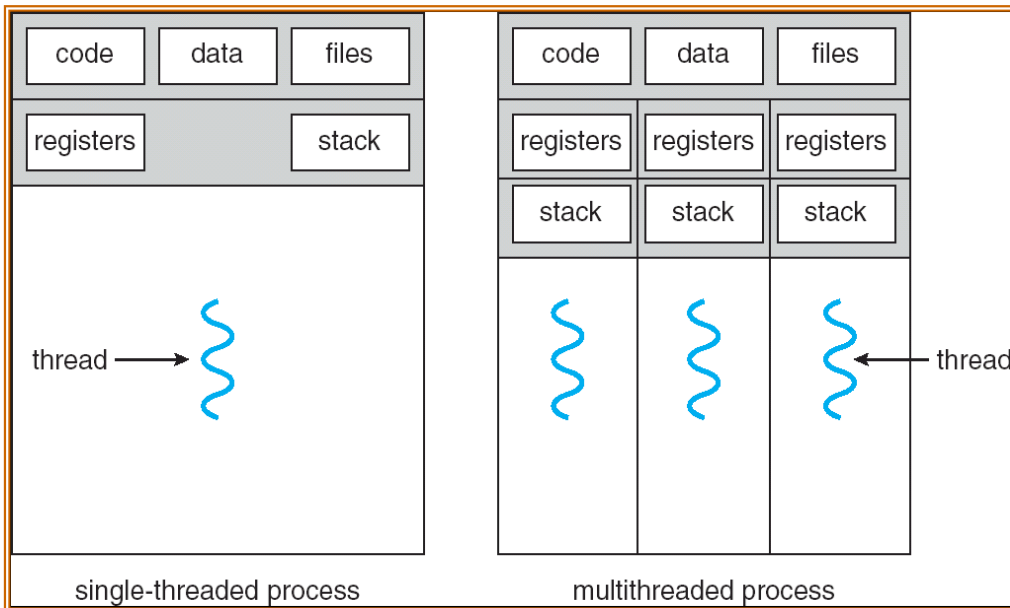 code data files
registers stack
thread
single-threaded process
code data files
registers registers registers
stack stack stack
thread
multithreaded process